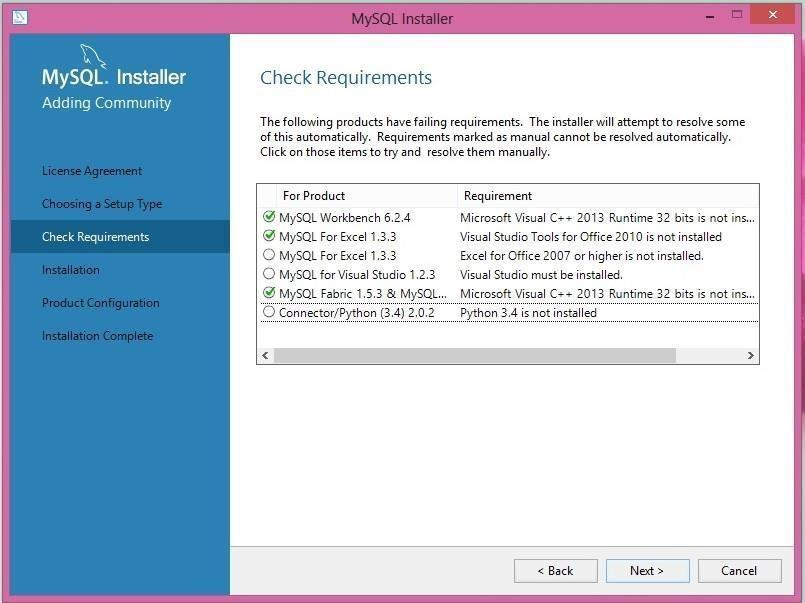 MySQL Installer
MySQL. Installer
Adding Community
License Agreement
Choosing a Setup Type
Check Requirements
Installation
Product Configuration
Installation Complete
Check Requirements
The following products have failing requirements. The installer will attempt to resolve some
of this automatically. Requirements marked as manual cannot be resolved automatically.
Click on those items to try and resolve them manually.
For Product Requirement
MySQL Workbench 6.2.4 Microsoft Visual C++ 2013 Runtime 32 bits is not ins...
MySQL For Excel 1.3.3 Visual Studio Tools for Office 2010 is not installed
MySQL For Excel 1.3.3 Excel for Office 2007 or higher is not installed.
MySQL for Visual Studio 1.2.3 Visual Studio must be installed.
MySQL Fabric 1.5.3 & MySQL... Microsoft Visual C++ 2013 Runtime 32 bits is not ins...
Connector/Python (3.4) 2.0.2 Python 3.4 is not installed
< Back Next > Cancel